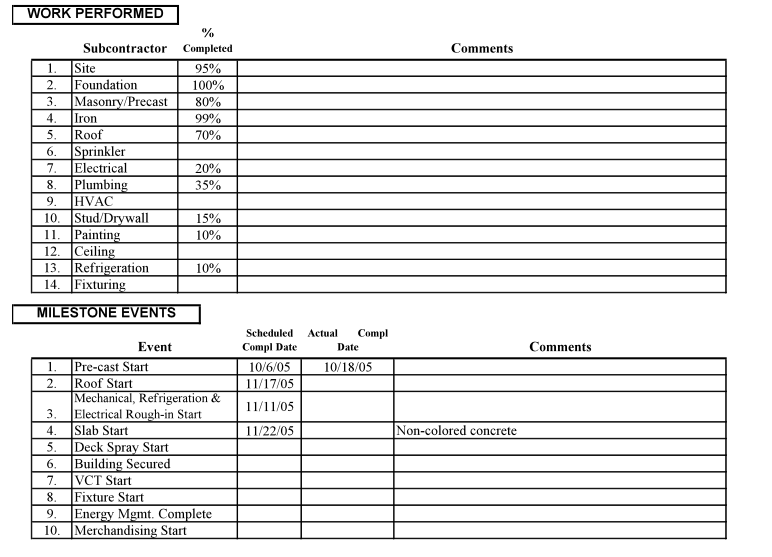 WORK PERFORMED
%
Subcontractor Completed Comments
1. Site 95%
2. Foundation 100%
3. Masonry/Precast 80%
4. Iron 99%
5. Roof 70%
6. Sprinkler
7. Electrical 20%
8. Plumbing 35%
9. HVAC
10. Stud/Drywall 15%
11. Painting 10%
12. Ceiling
13. Refrigeration 10%
14. Fixturing
MILESTONE EVENTS
Scheduled Actual Compl
Event Compl Date Date Comments
1. Pre-cast Start 10/6/05 10/18/05
2. Roof Start 11/17/05
Mechanical, Refrigeration &
3. Electrical Rough-in Start 11/11/05
4. Slab Start 11/22/05 Non-colored concrete
5. Deck Spray Start
6. Building Secured
7. VCT Start
8. Fixture Start
9. Energy Mgmt. Complete
10. Merchandising Start